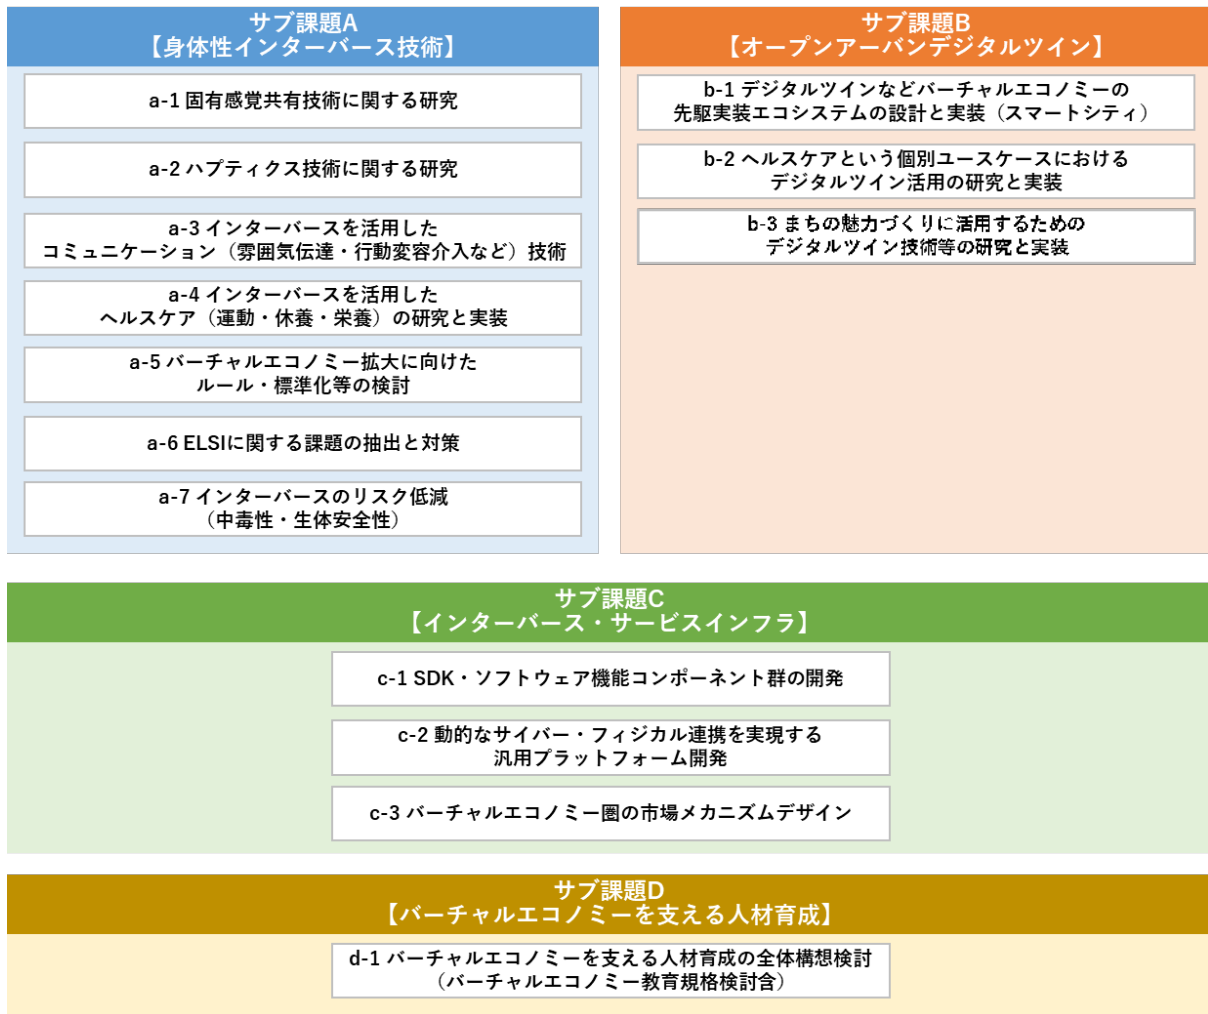 サブ課題A
【身体性インターバース技術】
a-1 固有感覚共有技術に関する研究
a-2 ハプティクス技術に関する研究
a-3 インターバースを活用した
コミュニケーション（雰囲気伝達・行動変容介入など）技術
a-4 インターバースを活用した
ヘルスケア（運動・休養・栄養）の研究と実装
a-5 バーチャルエコノミー拡大に向けた
ルール・標準化等の検討
a-6 ELSIに関する課題の抽出と対策
a-7 インターバースのリスク低減
（中毒性・生体安全性）
サブ課題B
【オープンアーバンデジタルツイン】
b-1 デジタルツインなどバーチャルエコノミーの
先駆実装エコシステムの設計と実装（スマートシティ）
b-2 ヘルスケアという個別ユースケースにおける
デジタルツイン活用の研究と実装
b-3 まちの魅力づくりに活用するための
デジタルツイン技術等の研究と実装
サブ課題C
【インターバース・サービスインフラ】
c-1 SDK・ソフトウェア機能コンポーネント群の開発
c-2 動的なサイバー・フィジカル連携を実現する
汎用プラットフォーム開発
c-3 バーチャルエコノミー圏の市場メカニズムデザイン
サブ課題D
【バーチャルエコノミーを支える人材育成】
d-1 バーチャルエコノミーを支える人材育成の全体構想検討
（バーチャルエコノミー教育規格検討含）